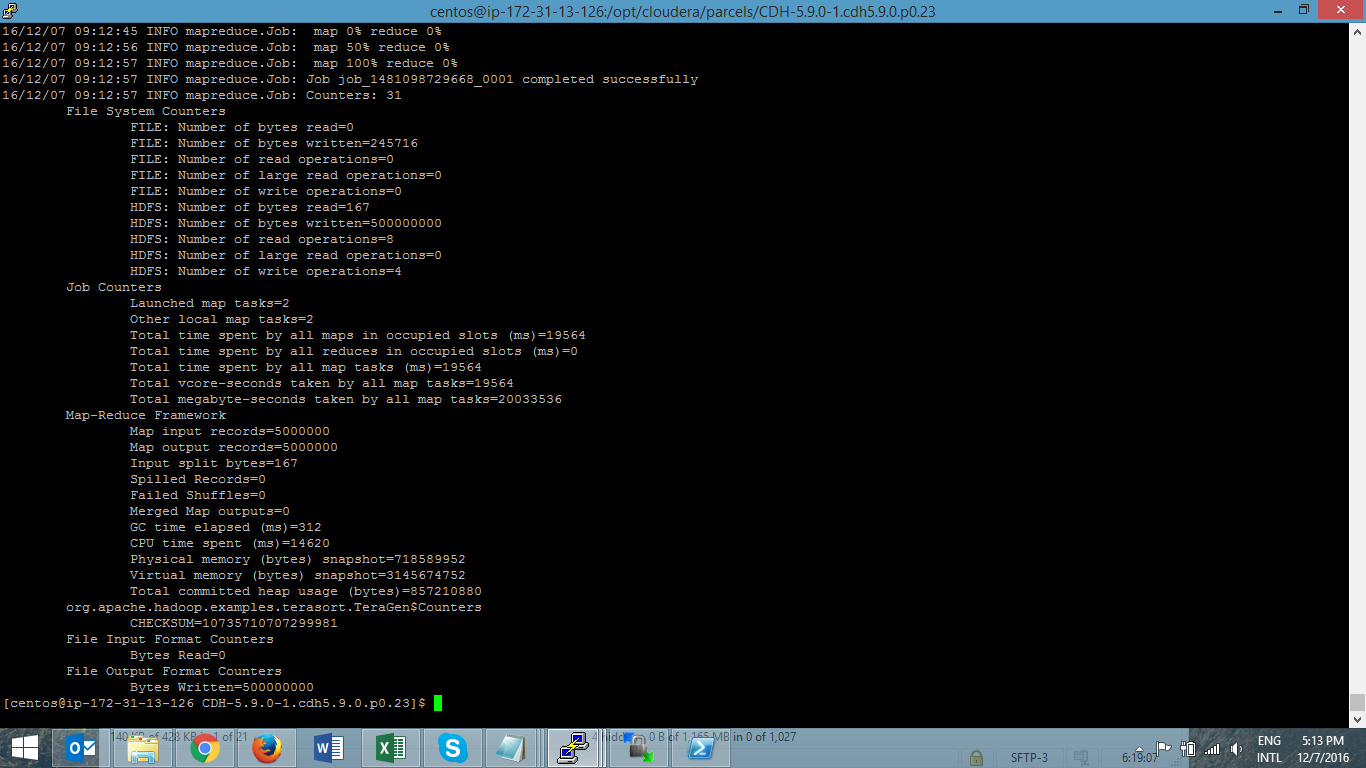 centos@ip-172-31-13-126:/opt/cloudera/parcels/CDH-5.9.0-1.cdh5.9.0.p0.23
16/12/07 09:12:45 INFO mapreduce.Job:  map 0% reduce 0%
16/12/07 09:12:56 INFO mapreduce.Job:  map 50% reduce 0%
16/12/07 09:12:57 INFO mapreduce.Job:  map 100% reduce 0%
16/12/07 09:12:57 INFO mapreduce.Job: Job job_1481098729668_0001 completed successfully
16/12/07 09:12:57 INFO mapreduce.Job: Counters: 31
File System Counters
FILE: Number of bytes read=0
FILE: Number of bytes written=245716
FILE: Number of read operations=0
FILE: Number of large read operations=0
FILE: Number of write operations=0
HDFS: Number of bytes read=167
HDFS: Number of bytes written=500000000
HDFS: Number of read operations=8
HDFS: Number of large read operations=0
HDFS: Number of write operations=4
Job Counters
Launched map tasks=2
Other local map tasks=2
Total time spent by all maps in occupied slots (ms)=19564
Total time spent by all reduces in occupied slots (ms)=0
Total time spent by all map tasks (ms)=19564
Total vcore-seconds taken by all map tasks=19564
Total megabyte-seconds taken by all map tasks=20033536
Map-Reduce Framework
Map input records=5000000
Map output records=5000000
Input split bytes=167
Spilled Records=0
Failed Shuffles=0
Merged Map outputs=0
GC time elapsed (ms)=312
CPU time spent (ms)=14620
Physical memory (bytes) snapshot=718589952
Virtual memory (bytes) snapshot=3145674752
Total committed heap usage (bytes)=857210880
org.apache.hadoop.examples.terasort.TeraGen$Counters
CHECKSUM=10735710707299981
File Input Format Counters
Bytes Read=0
File Output Format Counters
Bytes Written=500000000
[centos@ip-172-31-13-126 CDH-5.9.0-1.cdh5.9.0.p0.23]$
140 KB of 428 KB 1 of 21
4 hidd 0 B of 1,165 MB in 0 of 1,027
SFTP-3
6:19:07
ENG
INTL
5:13 PM
12/7/2016